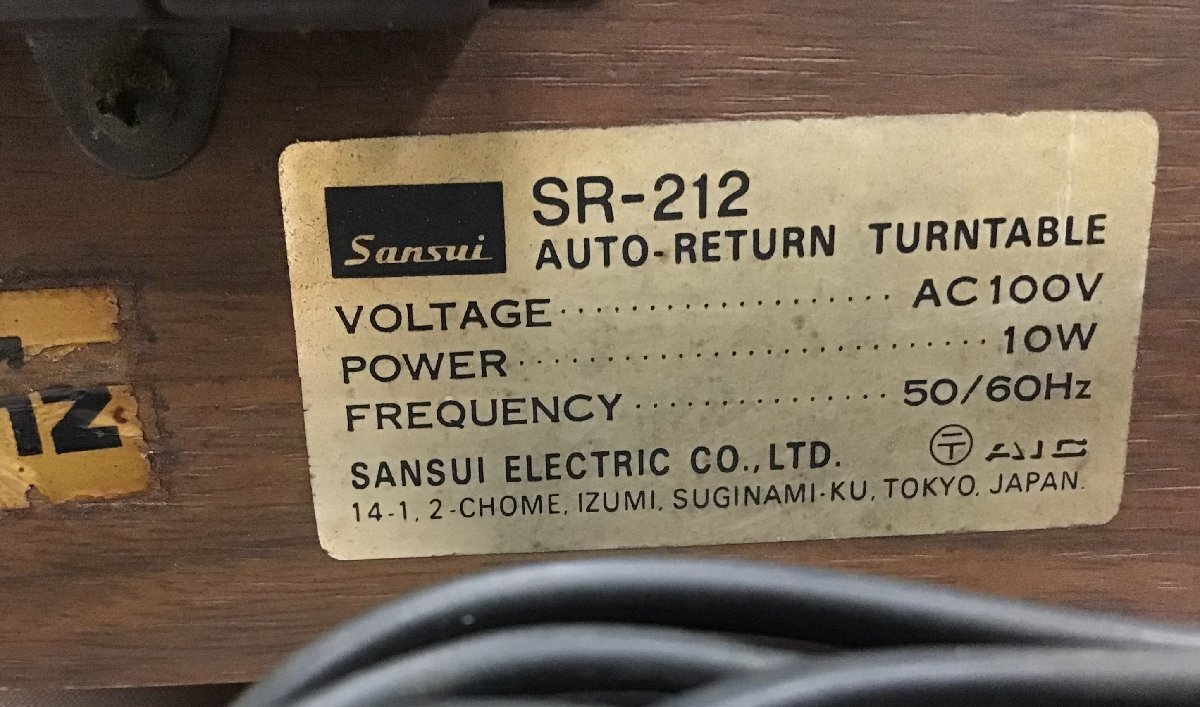 Sansui
SR-212
AUTO-RETURN TURNTABLE
VOLTAGE ................... AC100V
POWER ............................ 10W
FREQUENCY ................ 50/60Hz
SANSUI ELECTRIC CO.,LTD. 〶
14-1, 2-CHOME, IZUMI, SUGINAMI-KU, TOKYO, JAPAN.